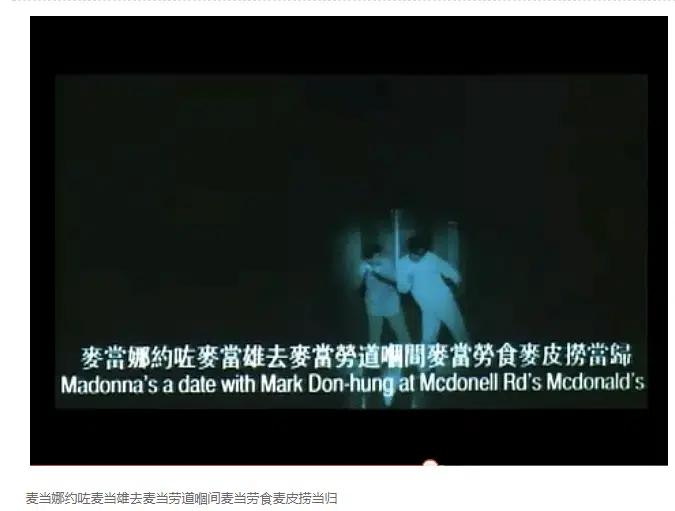 麥當娜約咗麥當雄去麥當勞道嗰間麥當勞食麥皮撈當歸
Madonna's a date with Mark Don-hung at Mcdonell Rd's Mcdonald's
麦当娜约咗麦当雄去麦当劳道嗰间麦当劳食麦皮捞当归